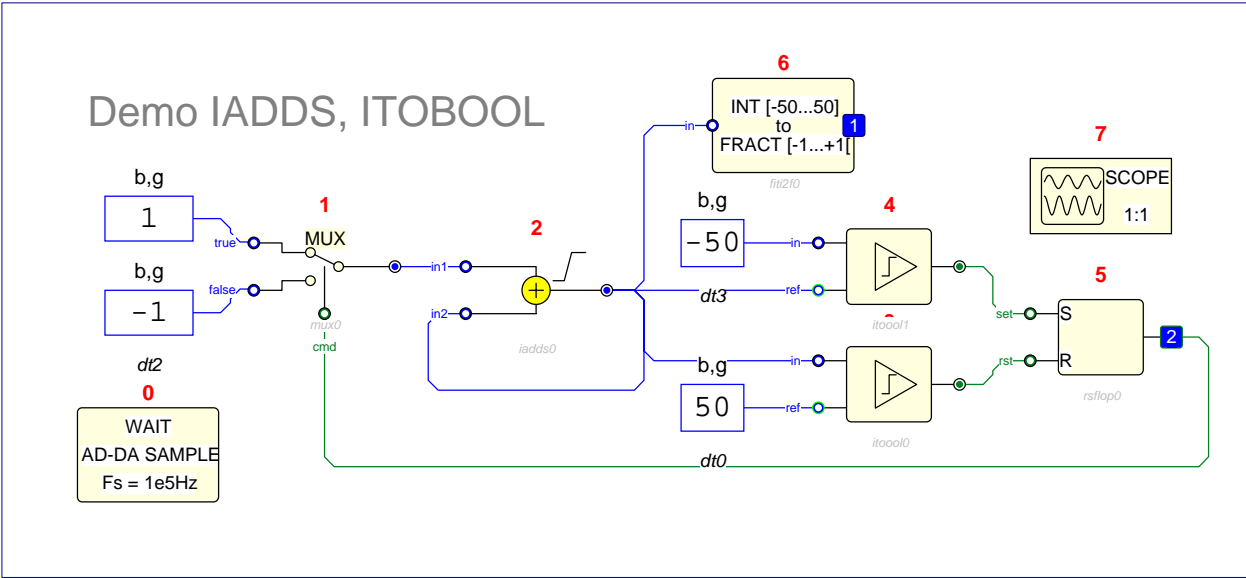 6
Demo IADDS, ITOBOOL
INT [-50...50]
to
FRACT [-1...+1[
in
1
fiti2f0
7
SCOPE
1:1
b,g
1
true
1
MUX
b,g
-1
false
mux0
cmd
2
in1
in2
iadds0
b,g
-50
in
4
ref
dt3
itoool1
5
set
S
rst
R
2
rsflop0
b,g
50
in
ref
itoool0
dt2
0
WAIT
AD-DA SAMPLE
Fs = 1e5Hz
dt0